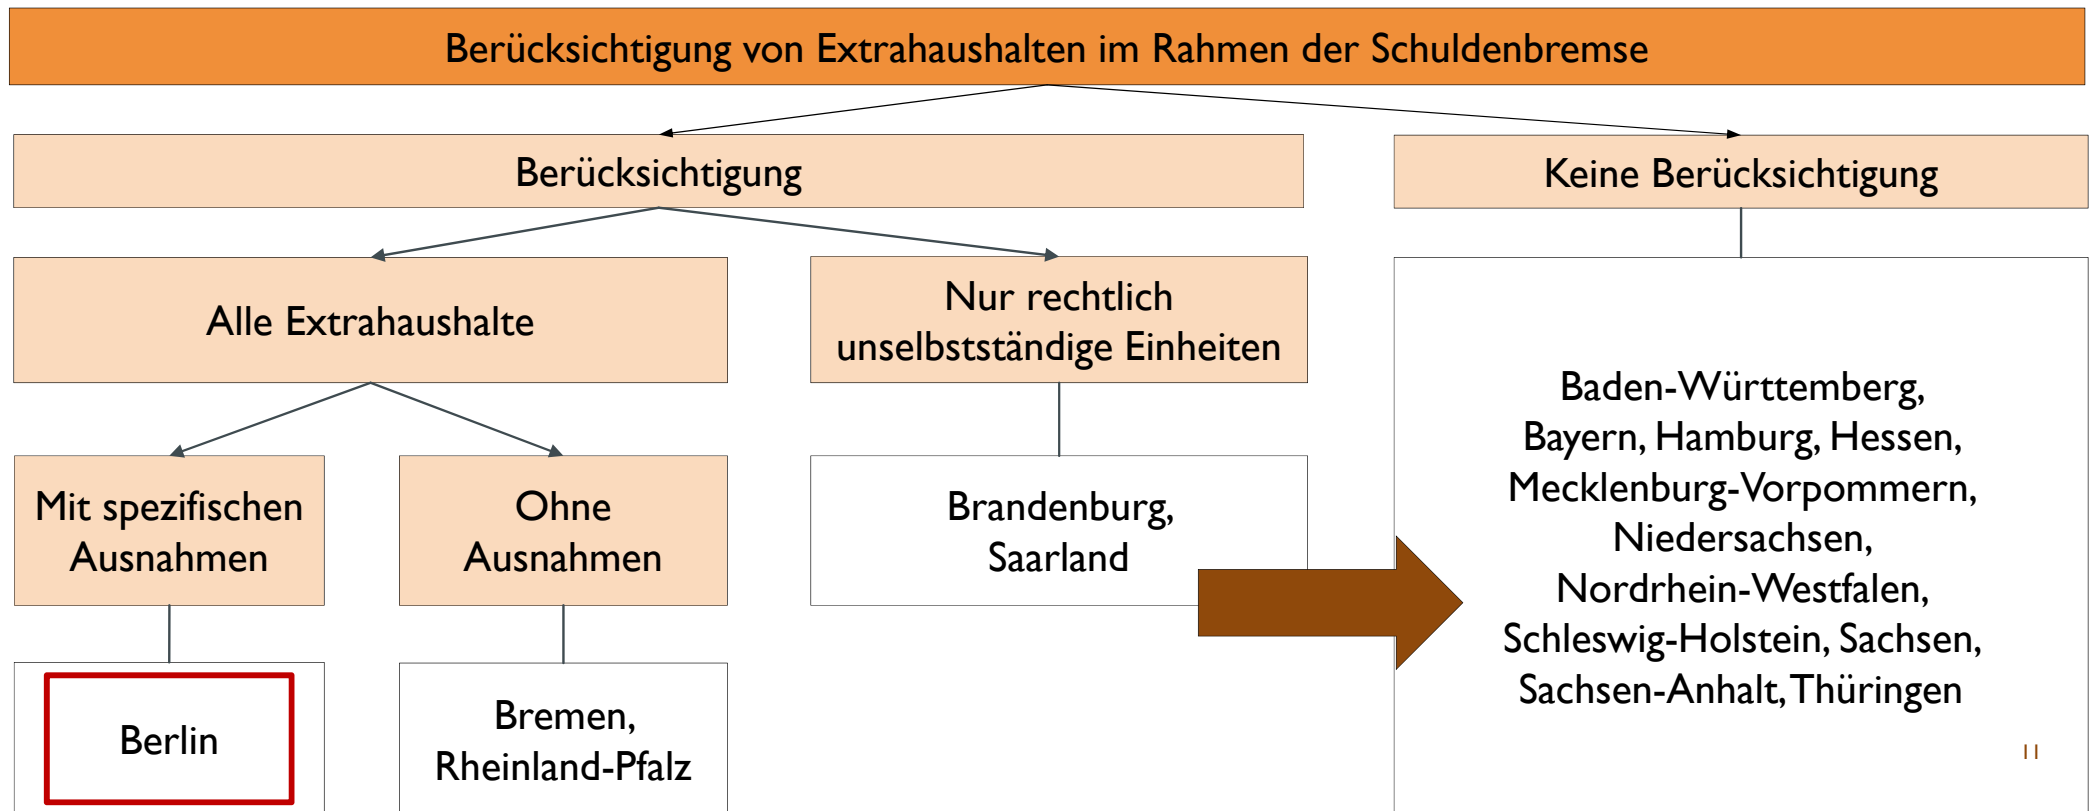 Berücksichtigung von Extrahaushalten im Rahmen der Schuldenbremse
Berücksichtigung
Keine Berücksichtigung
Alle Extrahaushalte
Nur rechtlich
unselbstständige Einheiten
Mit spezifischen
Ausnahmen
Ohne
Ausnahmen
Brandenburg,
Saarland
Berlin
Bremen,
Rheinland-Pfalz
Baden-Württemberg,
Bayern, Hamburg, Hessen,
Mecklenburg-Vorpommern,
Niedersachsen,
Nordrhein-Westfalen,
Schleswig-Holstein, Sachsen,
Sachsen-Anhalt, Thüringen
11